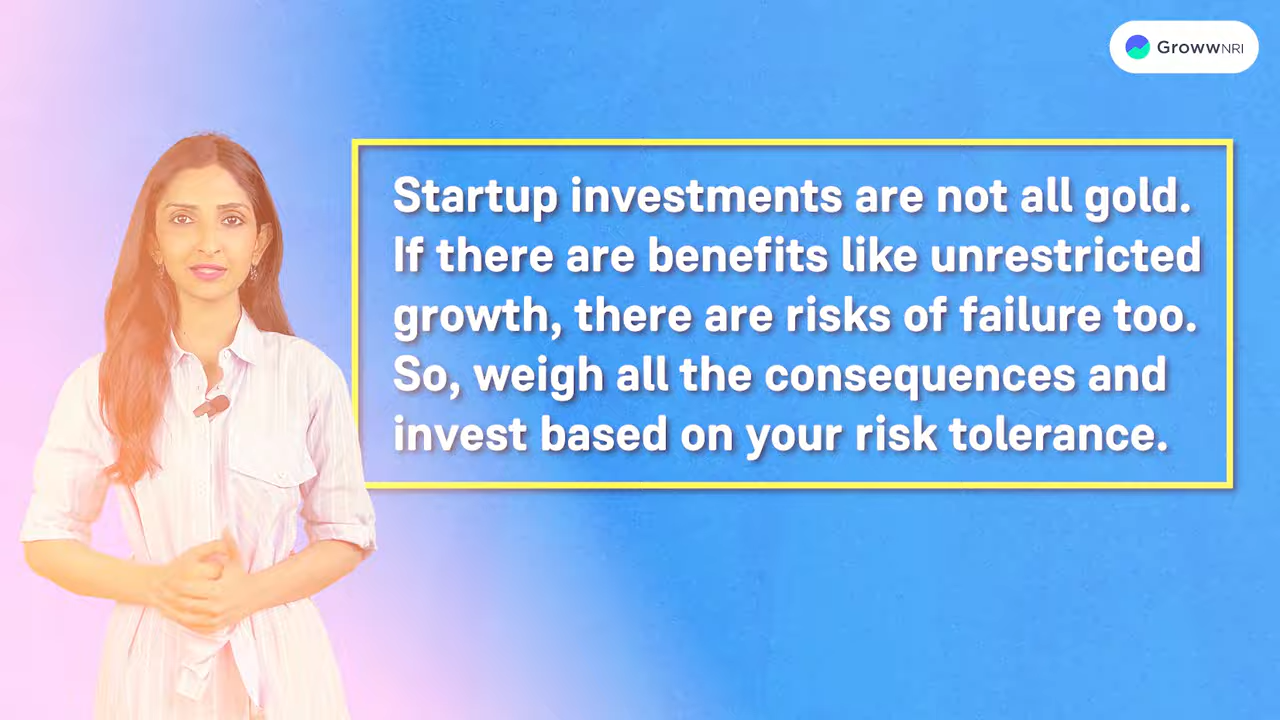 GrowwNRI
Startup investments are not all gold.
If there are benefits like unrestricted
growth, there are risks of failure too.
So, weigh all the consequences and
invest based on your risk tolerance.